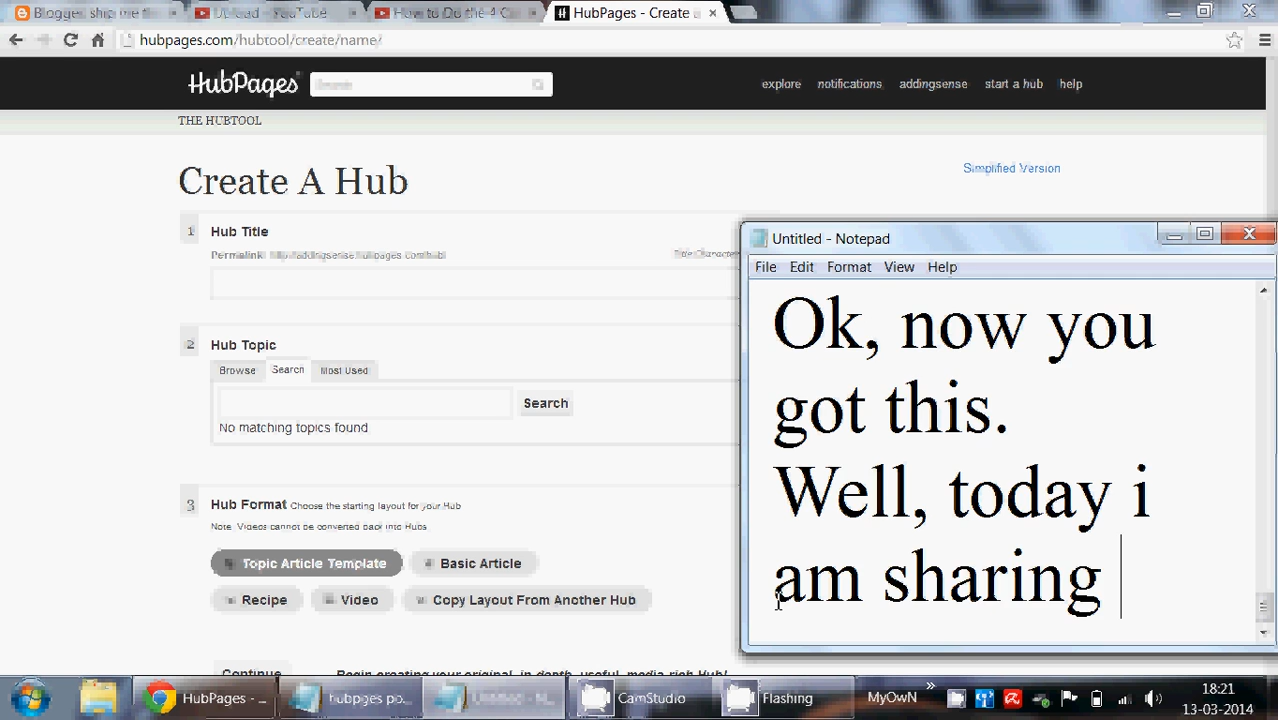 Blogger: ship me th
Upload - YouTube
How to Do the 4 C
HubPages - Create
hubpages.com/hubtool/create/name/
HubPages
Search
explore notifications addingsense start a hub help
THE HUBTOOL
Create A Hub
Simplified Version
1 Hub Title
Permalink
Title Character
2 Hub Topic
Browse Search Most Used
Search
No matching topics found
3 Hub Format Choose the starting layout for your Hub
Note: Videos cannot be converted back into Hubs
Topic Article Template
Basic Article
Recipe
Video
Copy Layout From Another Hub
Continue
Begin creating your original, in-depth, useful, media-rich Hub!
Untitled - Notepad
File Edit Format View Help
Ok, now you
got this.
Well, today i
am sharing
HubPages - ...
hubpges po...
CamStudio
Flashing
MyOwN
»
18:21
13-03-2014